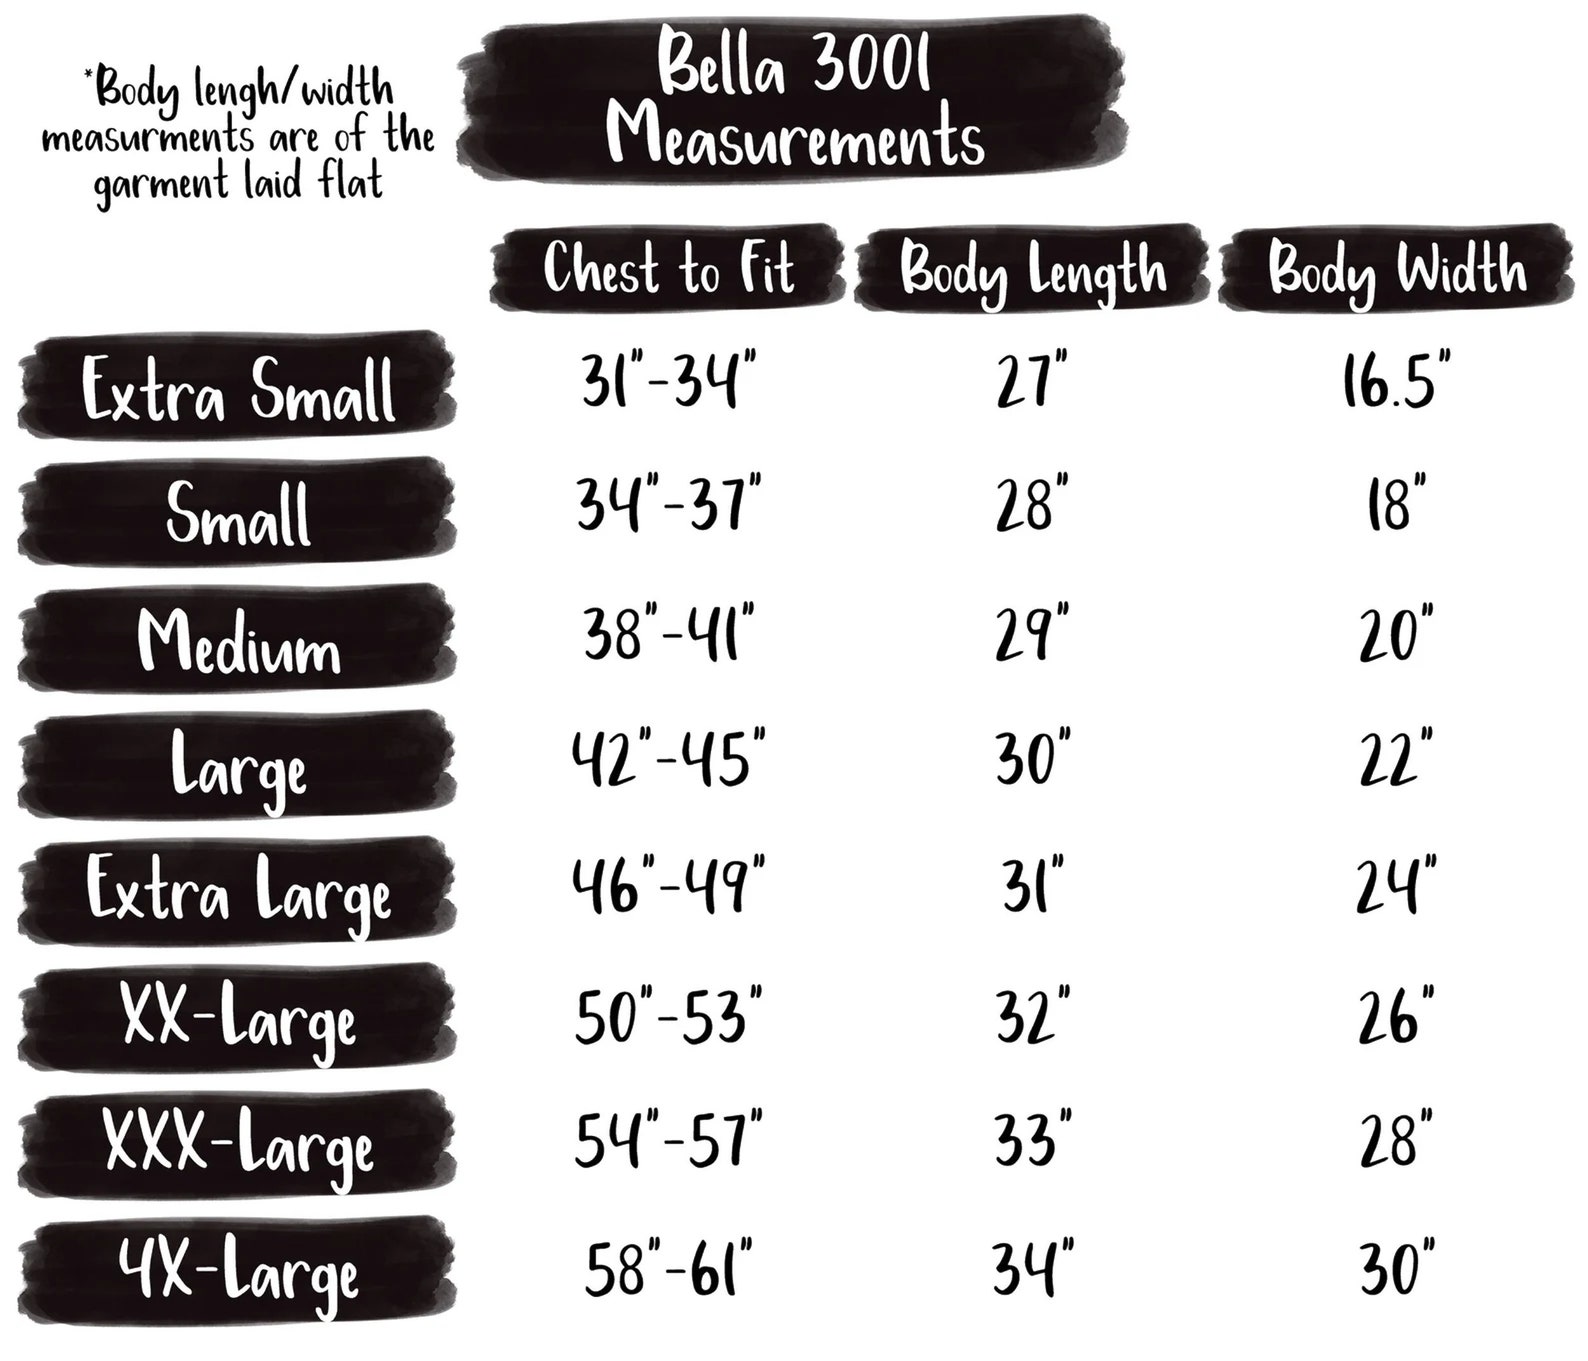 *Body lengh/width
measurments are of the
garment laid flat
Bella 3001
Measurements
Chest to Fit Body Length Body Width
Extra Small 31"-34" 27" 16.5"
Small 34"-37" 28" 18"
Medium 38"-41" 29" 20"
Large 42"-45" 30" 22"
Extra Large 46"-49" 31" 24"
XX-Large 50"-53" 32" 26"
XXX-Large 54"-57" 33" 28"
4X-Large 58"-61" 34" 30"